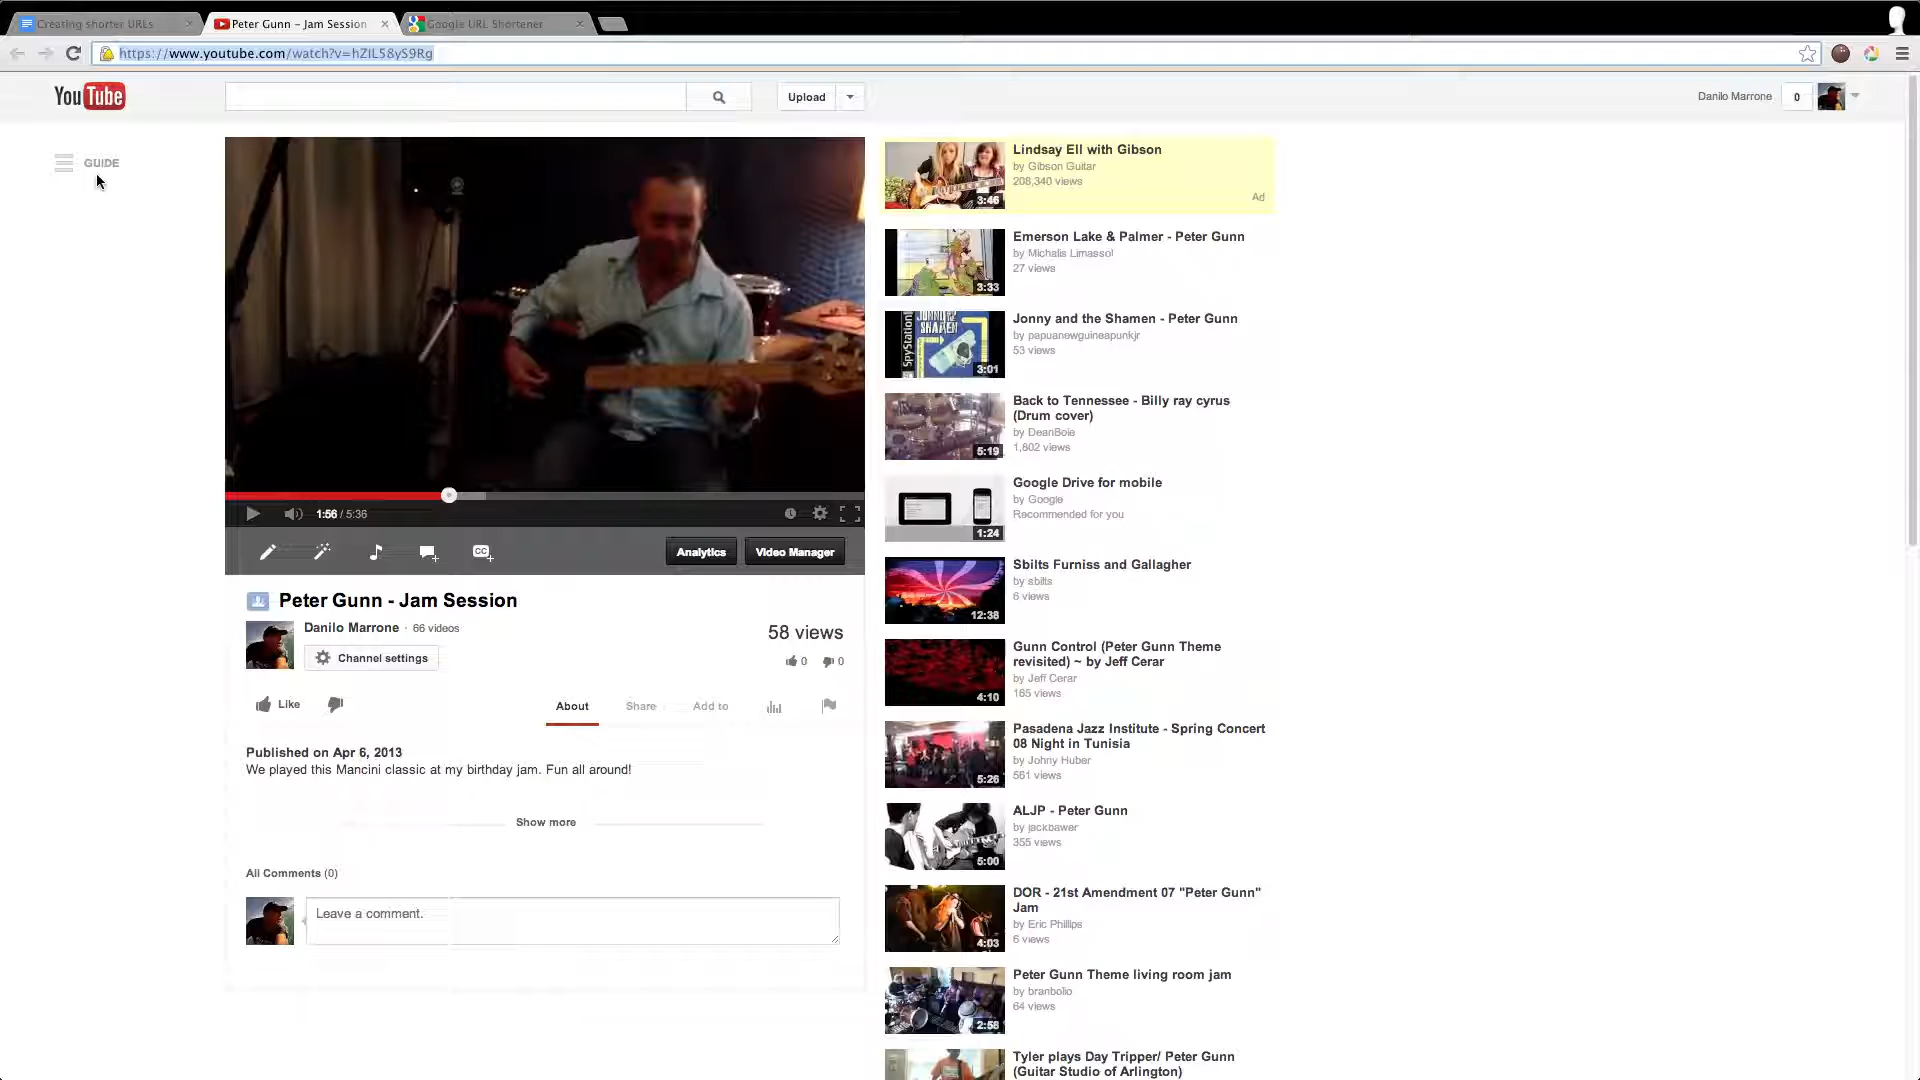 Creating shorter URLs
Peter Gunn - Jam Session
Google URL Shortener
https://www.youtube.com/watch?v=hZIL58yS9Rg
YouTube
Upload
Danilo Marrone
0
GUIDE
1:56 / 5:36
CC
Analytics
Video Manager
Peter Gunn - Jam Session
Danilo Marrone · 66 videos
Channel settings
58 views
0
0
Like
About
Share
Add to
Published on Apr 6, 2013
We played this Mancini classic at my birthday jam. Fun all around!
Show more
All Comments (0)
Leave a comment.
Lindsay Ell with Gibson
by Gibson Guitar
208,340 views
Ad
3:46
Emerson Lake & Palmer - Peter Gunn
by Michalis Limassol
27 views
3:33
Jonny and the Shamen - Peter Gunn
by papuanewguineapunkjr
53 views
SpyStation
SHAMEN
3:01
Back to Tennessee - Billy ray cyrus
(Drum cover)
by DeanBoie
1,802 views
5:19
Google Drive for mobile
by Google
Recommended for you
1:24
Sbilts Furniss and Gallagher
by sbilts
6 views
12:38
Gunn Control (Peter Gunn Theme
revisited) ~ by Jeff Cerar
by Jeff Cerar
165 views
4:10
Pasadena Jazz Institute - Spring Concert
08 Night in Tunisia
by Johny Huber
561 views
5:26
ALJP - Peter Gunn
by jackbawer
355 views
5:00
DOR - 21st Amendment 07 "Peter Gunn"
Jam
by Eric Phillips
6 views
4:03
Peter Gunn Theme living room jam
by branbolio
64 views
2:58
Tyler plays Day Tripper/ Peter Gunn
(Guitar Studio of Arlington)